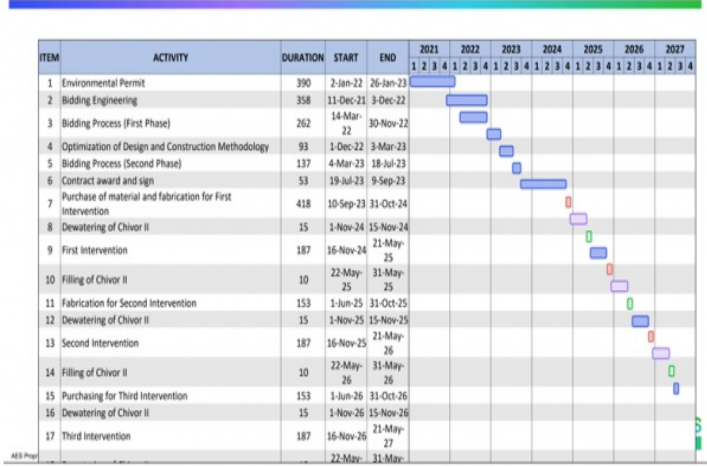 2021 2022 2023 2024 2025 2026 2027
ITEM ACTIVITY DURATION START END 1 2 3 4 1 2 3 4 1 2 3 4 1 2 3 4 1 2 3 4 1 2 3 4 1 2 3 4
1 Environmental Permit 390 2-Jan-22 26-Jan-23
2 Bidding Engineering 358 11-Dec-21 3-Dec-22
3 Bidding Process (First Phase) 262 14-Mar-22 30-Nov-22
4 Optimization of Design and Construction Methodology 93 1-Dec-22 3-Mar-23
5 Bidding Process (Second Phase) 137 4-Mar-23 18-Jul-23
6 Contract award and sign 53 19-Jul-23 9-Sep-23
7 Purchase of material and fabrication for First
Intervention 418 10-Sep-23 31-Oct-24
8 Dewatering of Chivor II 15 1-Nov-24 15-Nov-24
9 First Intervention 187 16-Nov-24 21-May-25
10 Filling of Chivor II 10 22-May-25 31-May-25
11 Fabrication for Second Intervention 153 1-Jun-25 31-Oct-25
12 Dewatering of Chivor II 15 1-Nov-25 15-Nov-25
13 Second Intervention 187 16-Nov-25 21-May-26
14 Filling of Chivor II 10 22-May-26 31-May-26
15 Purchasing for Third Intervention 153 1-Jun-26 31-Oct-26
16 Dewatering of Chivor II 15 1-Nov-26 15-Nov-26
17 Third Intervention 187 16-Nov-26 21-May-27
22-May- 31-May-
AES Propr